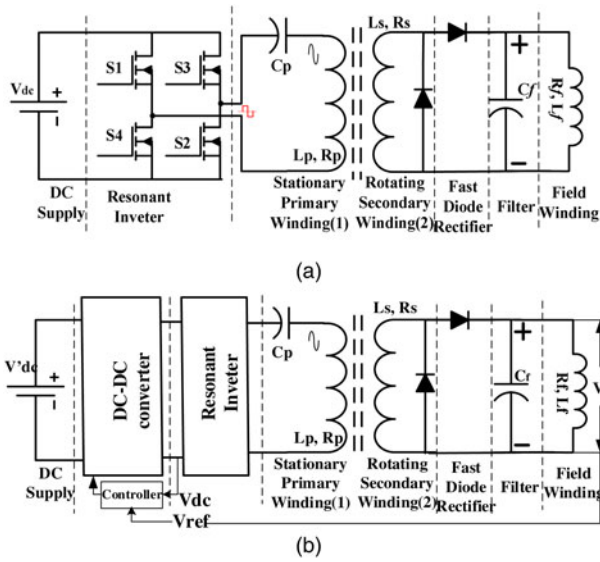 Vdc
+
−
S1
S3
S4
S2
Cp
Lp, Rp
Ls, Rs
+
Cf
−
Rf, Lf
DC
Supply
Resonant
Inveter
Stationary
Primary
Winding(1)
Rotating
Secondary
Winding(2)
Fast
Diode
Rectifier
Filter
Field
Winding
(a)
V'dc
+
−
DC-DC
converter
Resonant
Inveter
Cp
Lp, Rp
Ls, Rs
+
Cf
−
Rf, Lf
V
DC
Supply
Controller
Vdc
Vref
Stationary
Primary
Winding(1)
Rotating
Secondary
Winding(2)
Fast
Diode
Rectifier
Filter
Field
Winding
(b)